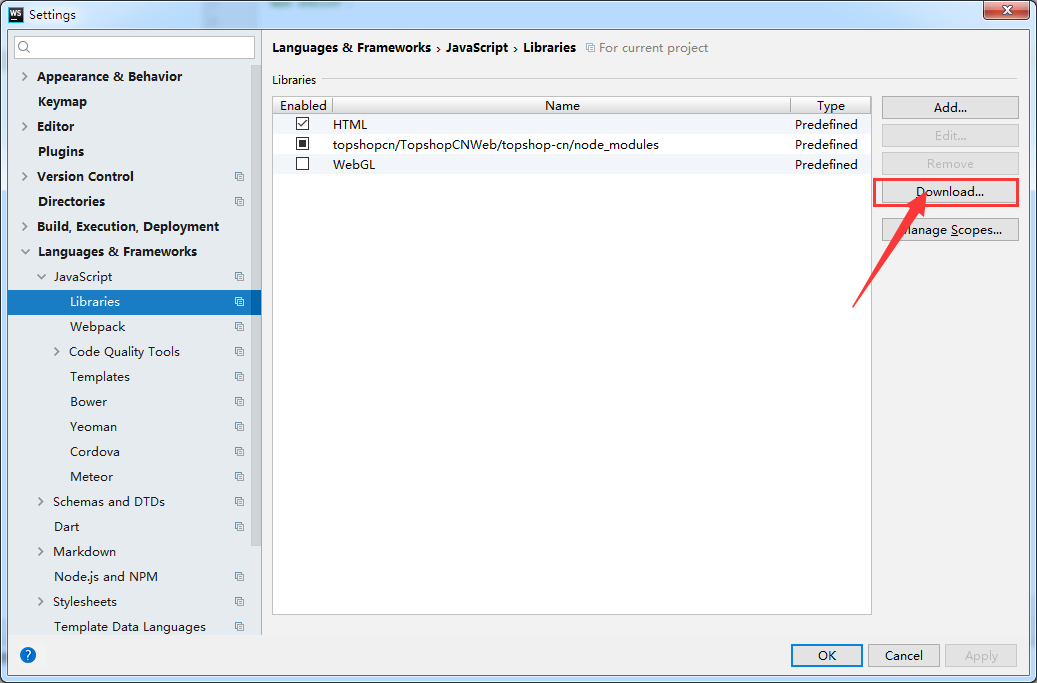 WS Settings
Appearance & Behavior
Keymap
Editor
Plugins
Version Control
Directories
Build, Execution, Deployment
Languages & Frameworks
JavaScript
Libraries
Webpack
Code Quality Tools
Templates
Bower
Yeoman
Cordova
Meteor
Schemas and DTDs
Dart
Markdown
Node.js and NPM
Stylesheets
Template Data Languages
Languages & Frameworks › JavaScript › Libraries For current project
Libraries
Enabled Name Type
HTML Predefined
topshopcn/TopshopCNWeb/topshop-cn/node_modules Predefined
WebGL Predefined
Add...
Edit...
Remove
Download...
Manage Scopes...
?
OK Cancel Apply